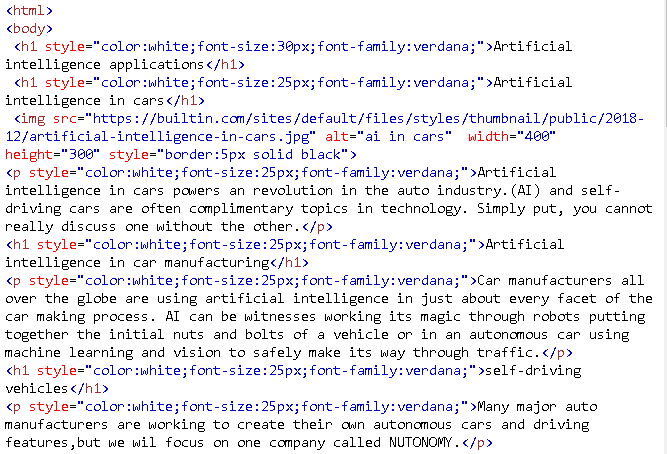 <html>
<body>
<h1 style="color:white;font-size:30px;font-family:verdana;">Artificial
intelligence applications</h1>
<h1 style="color:white;font-size:25px;font-family:verdana;">Artificial
intelligence in cars</h1>
<img src="https://builtin.com/sites/default/files/styles/thumbnail/public/2018-
12/artificial-intelligence-in-cars.jpg" alt="ai in cars"  width="400"
height="300" style="border:5px solid black">
<p style="color:white;font-size:25px;font-family:verdana;">Artificial
intelligence in cars powers an revolution in the auto industry.(AI) and self-
driving cars are often complimentary topics in technology. Simply put, you cannot
really discuss one without the other.</p>
<h1 style="color:white;font-size:25px;font-family:verdana;">Artificial
intelligence in car manufacturing</h1>
<p style="color:white;font-size:25px;font-family:verdana;">Car manufacturers all
over the globe are using artificial intelligence in just about every facet of the
car making process. AI can be witnesses working its magic through robots putting
together the initial nuts and bolts of a vehicle or in an autonomous car using
machine learning and vision to safely make its way through traffic.</p>
<h1 style="color:white;font-size:25px;font-family:verdana;">self-driving
vehicles</h1>
<p style="color:white;font-size:25px;font-family:verdana;">Many major auto
manufacturers are working to create their own autonomous cars and driving
features,but we wil focus on one company called NUTONOMY.</p>